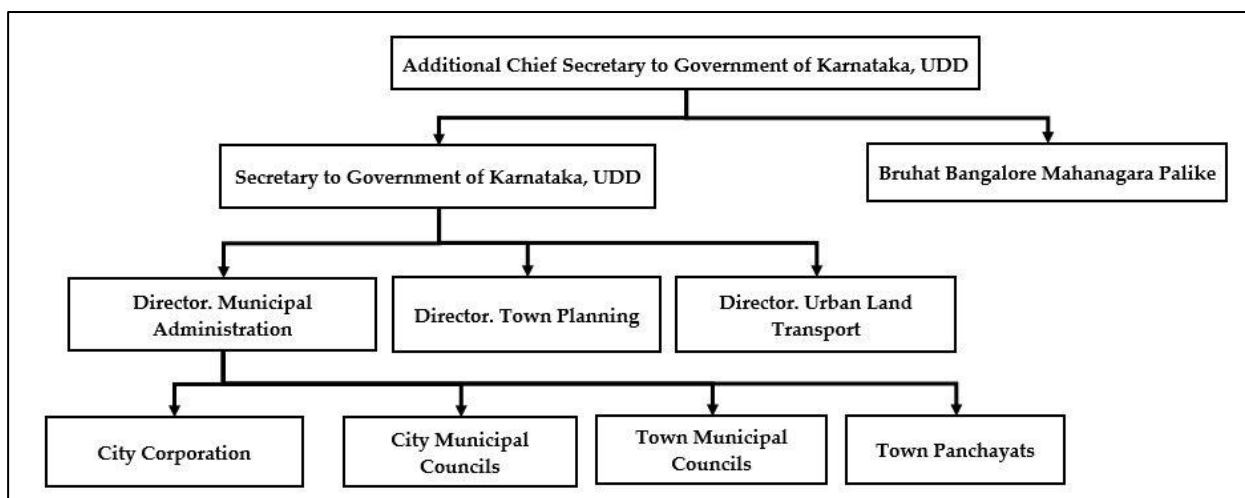 Additional Chief Secretary to Government of Karnataka, UDD
Secretary to Government of Karnataka, UDD
Bruhat Bangalore Mahanagara Palike
Director. Municipal
Administration
Director. Town Planning
Director. Urban Land
Transport
City Corporation
City Municipal
Councils
Town Municipal
Councils
Town Panchayats